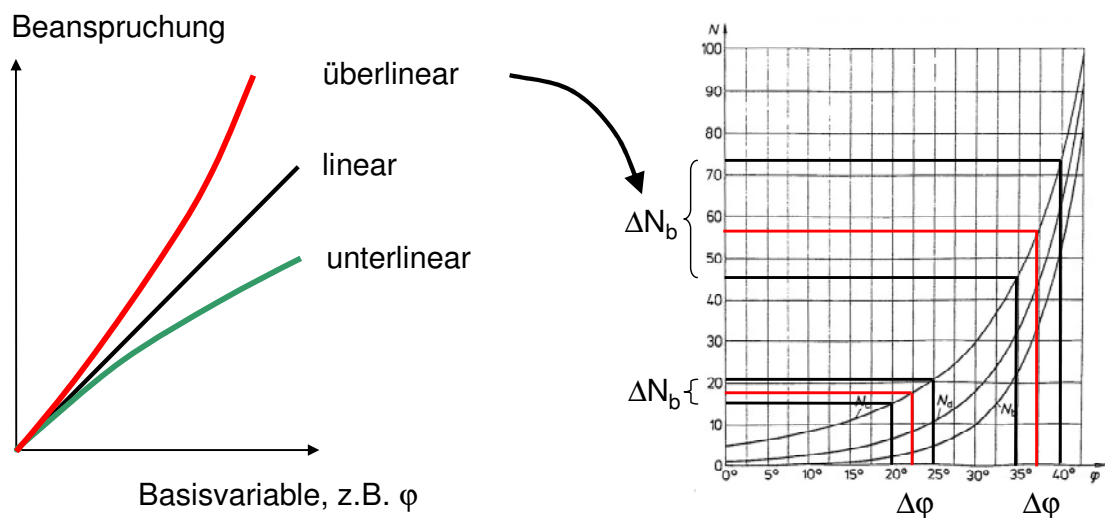 Beanspruchung
überlinear
linear
unterlinear
Basisvariable, z.B. φ
N
100
90
80
70
60
50
40
30
20
10
0
ΔN_b
ΔN_b
N_c
N_d
N_b
0° 5° 10° 15° 20° 25° 30° 35° 40° φ
Δφ Δφ